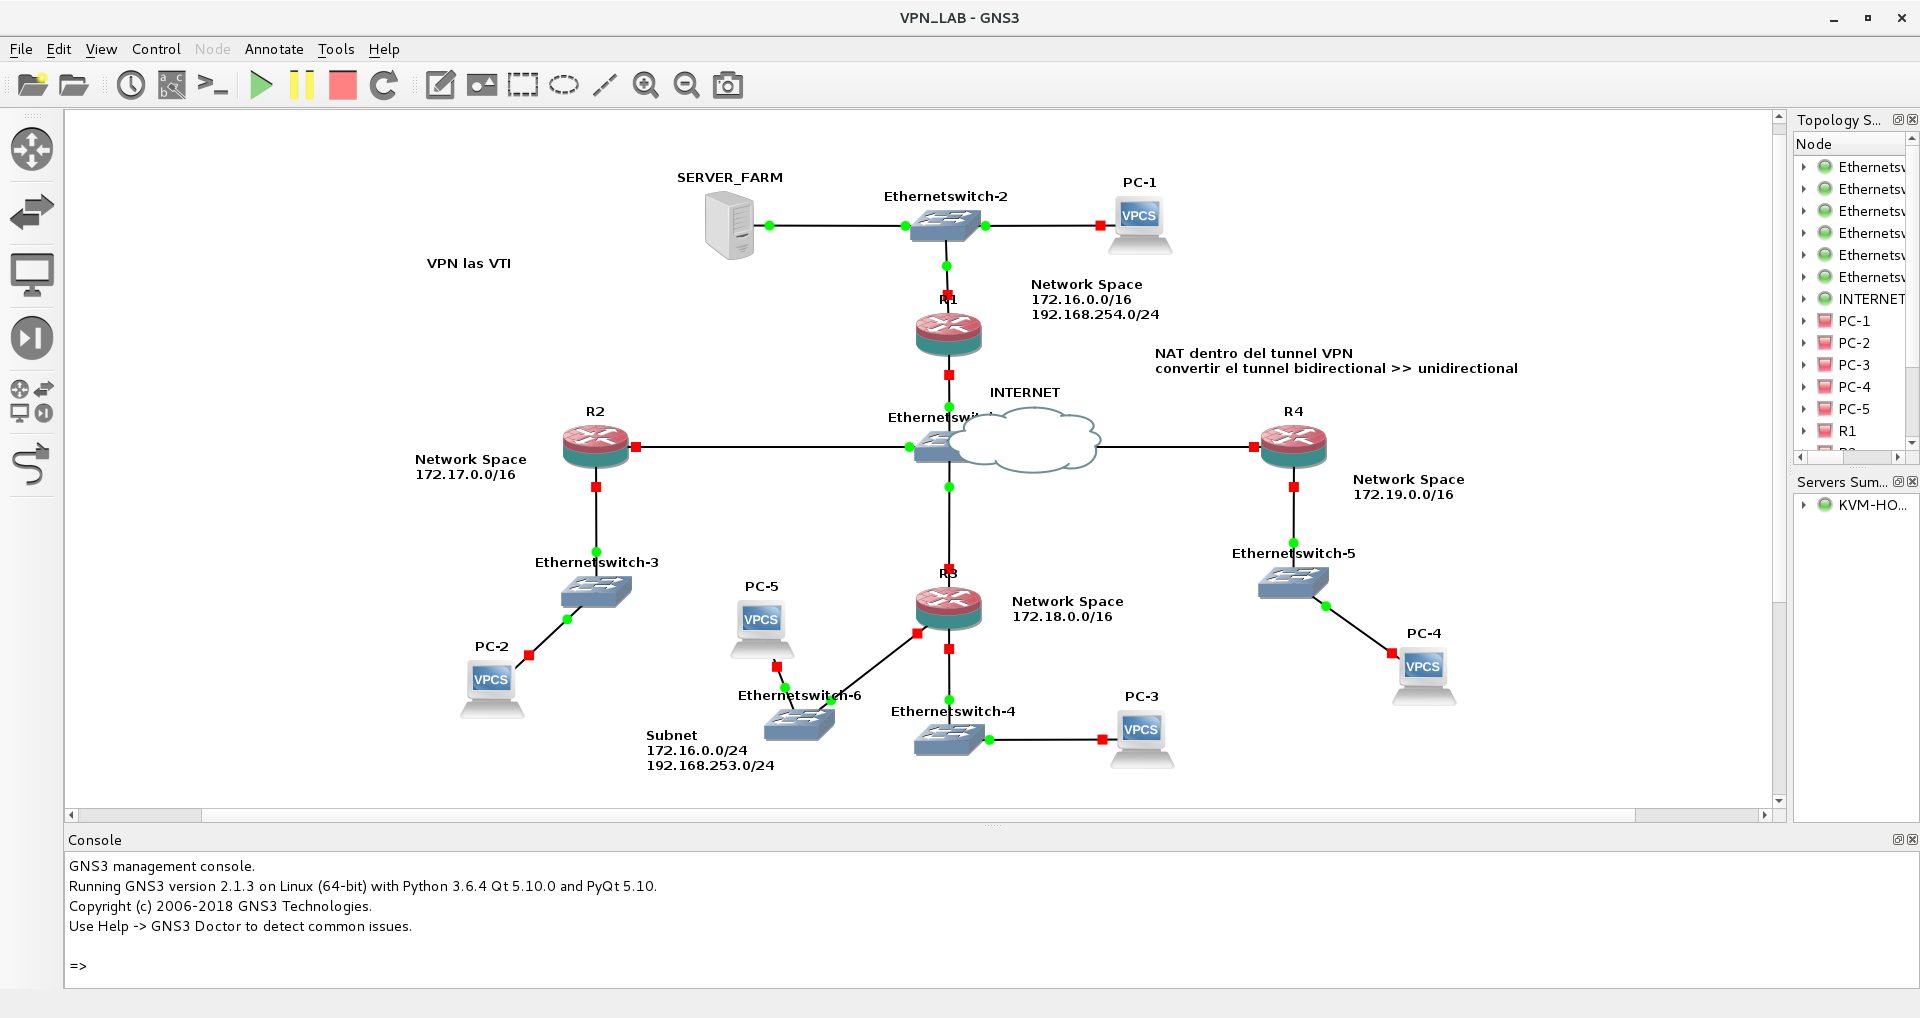 VPN_LAB - GNS3
File Edit View Control Node Annotate Tools Help
SERVER_FARM
Ethernetswitch-2
PC-1
VPCS
VPN las VTI
Network Space
172.16.0.0/16
192.168.254.0/24
R1
NAT dentro del tunnel VPN
convertir el tunnel bidirectional >> unidirectional
INTERNET
R2
Ethernetswit
R4
Network Space
172.17.0.0/16
Network Space
172.19.0.0/16
Ethernetswitch-3
Ethernetswitch-5
R3
PC-5
VPCS
Network Space
172.18.0.0/16
PC-2
VPCS
PC-4
VPCS
Ethernetswitch-6
Ethernetswitch-4
PC-3
VPCS
Subnet
172.16.0.0/24
192.168.253.0/24
Topology S...
Node
Ethernetsw
Ethernetsw
Ethernetsw
Ethernetsw
Ethernetsw
Ethernetsw
INTERNET
PC-1
PC-2
PC-3
PC-4
PC-5
R1
Servers Sum...
KVM-HO...
Console
GNS3 management console.
Running GNS3 version 2.1.3 on Linux (64-bit) with Python 3.6.4 Qt 5.10.0 and PyQt 5.10.
Copyright (c) 2006-2018 GNS3 Technologies.
Use Help -> GNS3 Doctor to detect common issues.
=>